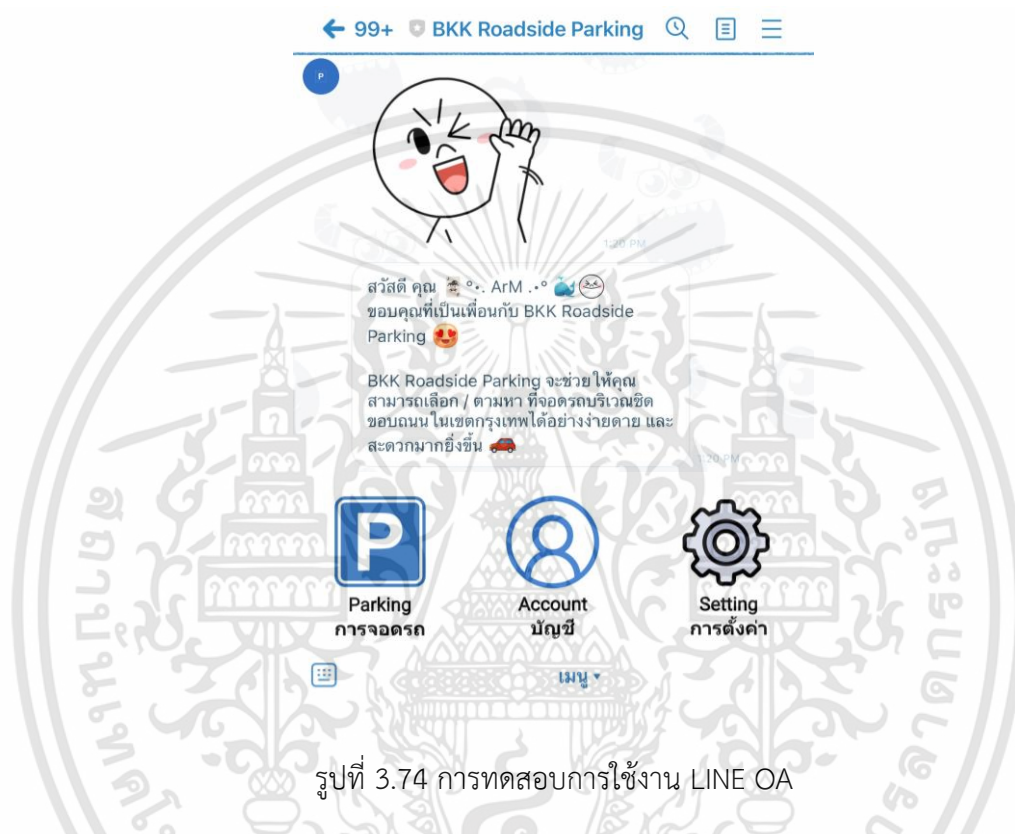 99+ BKK Roadside Parking
P
1:20 PM
สวัสดี คุณ 🃏 °•. ArM .•° 🐳
ขอบคุณที่เป็นเพื่อนกับ BKK Roadside
Parking 😍
BKK Roadside Parking จะช่วยให้คุณ
สามารถเลือก / ตามหา ที่จอดรถบริเวณชิด
ขอบถนนในเขตกรุงเทพได้อย่างง่ายดาย และ
สะดวกมากยิ่งขึ้น 🚗
1:20 PM
P
Parking
การจอดรถ
Account
บัญชี
Setting
การตั้งค่า
เมนู ▾
รูปที่ 3.74 การทดสอบการใช้งาน LINE OA